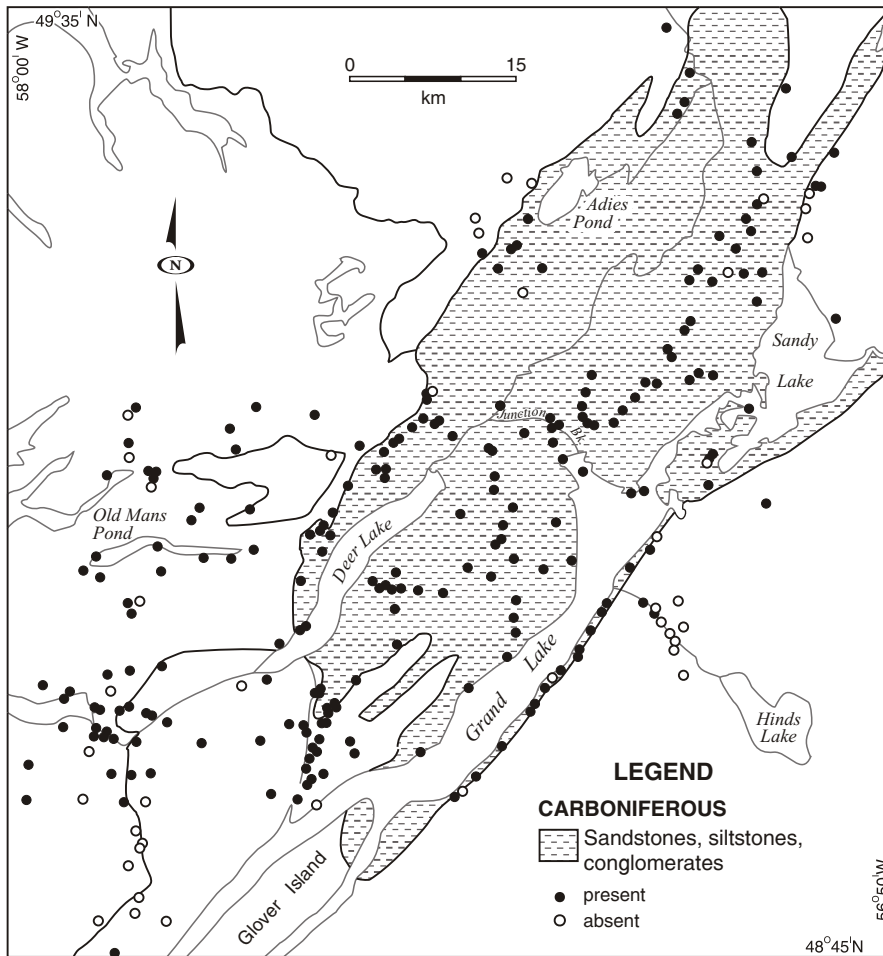 49°35' N
58°00' W
0 15
km
Adies
Pond
N
Sandy
Lake
Junction
Bk.
Old Mans
Pond
Deer Lake
Grand Lake
Hinds
Lake
Glover Island
LEGEND
CARBONIFEROUS
Sandstones, siltstones,
conglomerates
present
absent
56°50' W
48°45' N